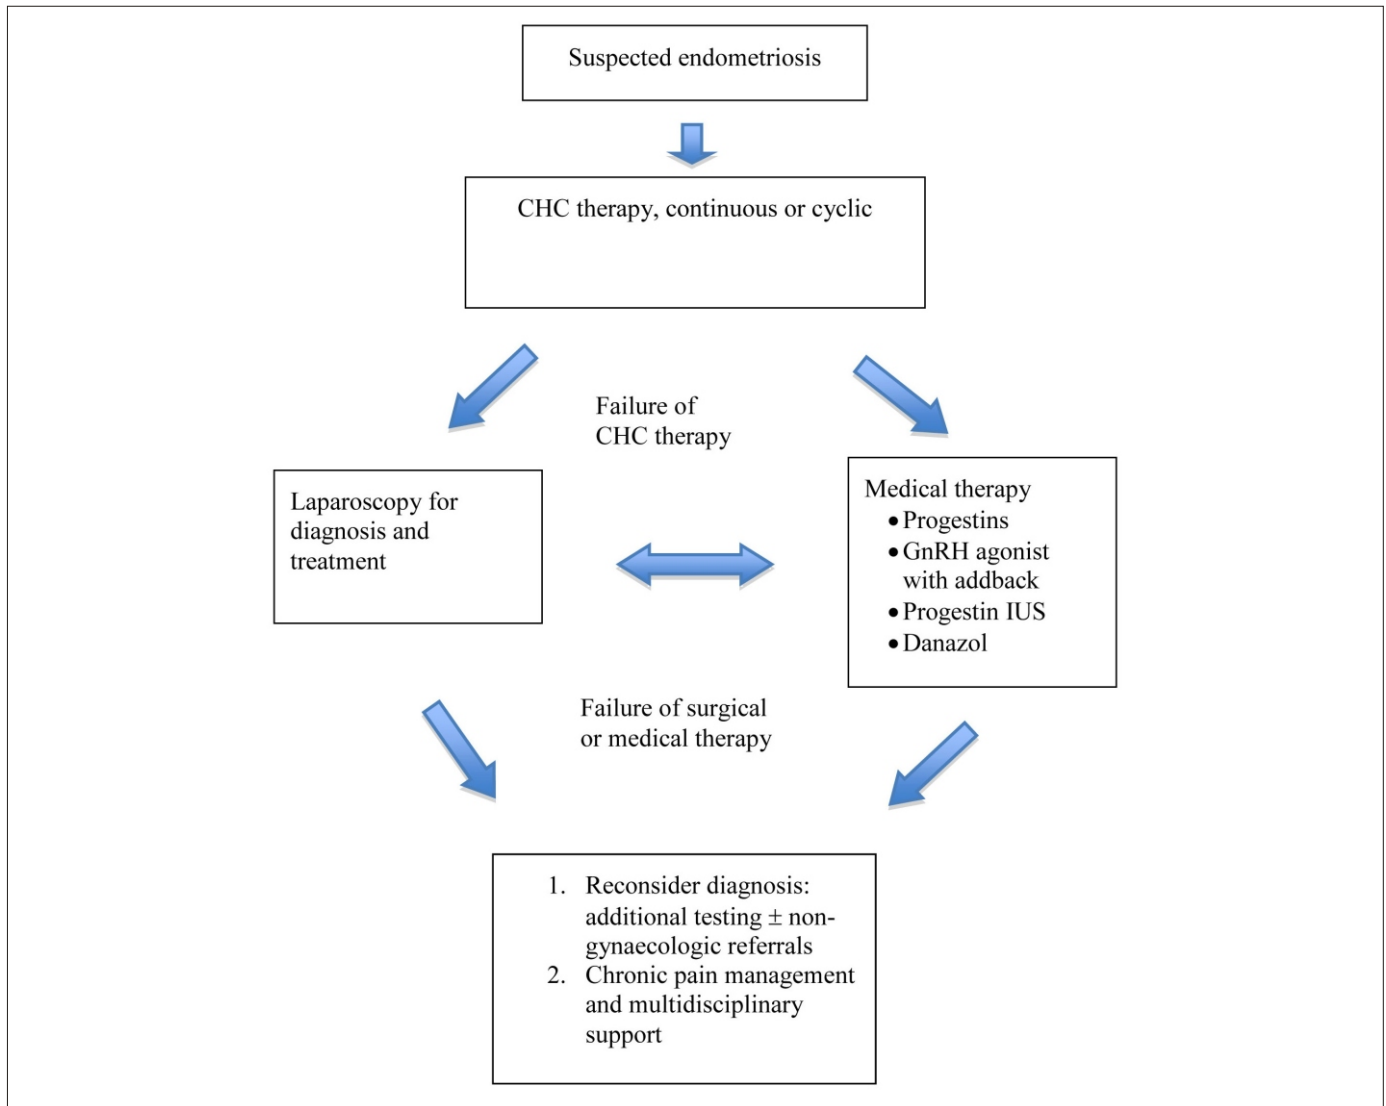 Suspected endometriosis
CHC therapy, continuous or cyclic
Failure of
CHC therapy
Laparoscopy for
diagnosis and
treatment
Medical therapy
• Progestins
• GnRH agonist
with addback
• Progestin IUS
• Danazol
Failure of surgical
or medical therapy
1. Reconsider diagnosis:
additional testing ± non-
gynaecologic referrals
2. Chronic pain management
and multidisciplinary
support